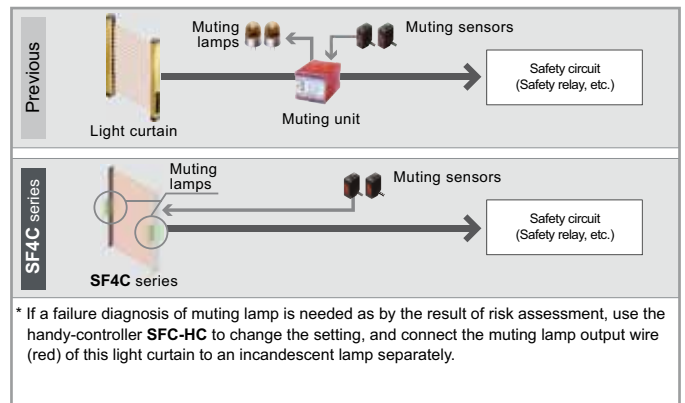 Previous
Muting
lamps
Muting sensors
Light curtain
Muting unit
Safety circuit
(Safety relay, etc.)
SF4C series
Muting
lamps
Muting sensors
SF4C series
Safety circuit
(Safety relay, etc.)
* If a failure diagnosis of muting lamp is needed as by the result of risk assessment, use the
handy-controller SFC-HC to change the setting, and connect the muting lamp output wire
(red) of this light curtain to an incandescent lamp separately.